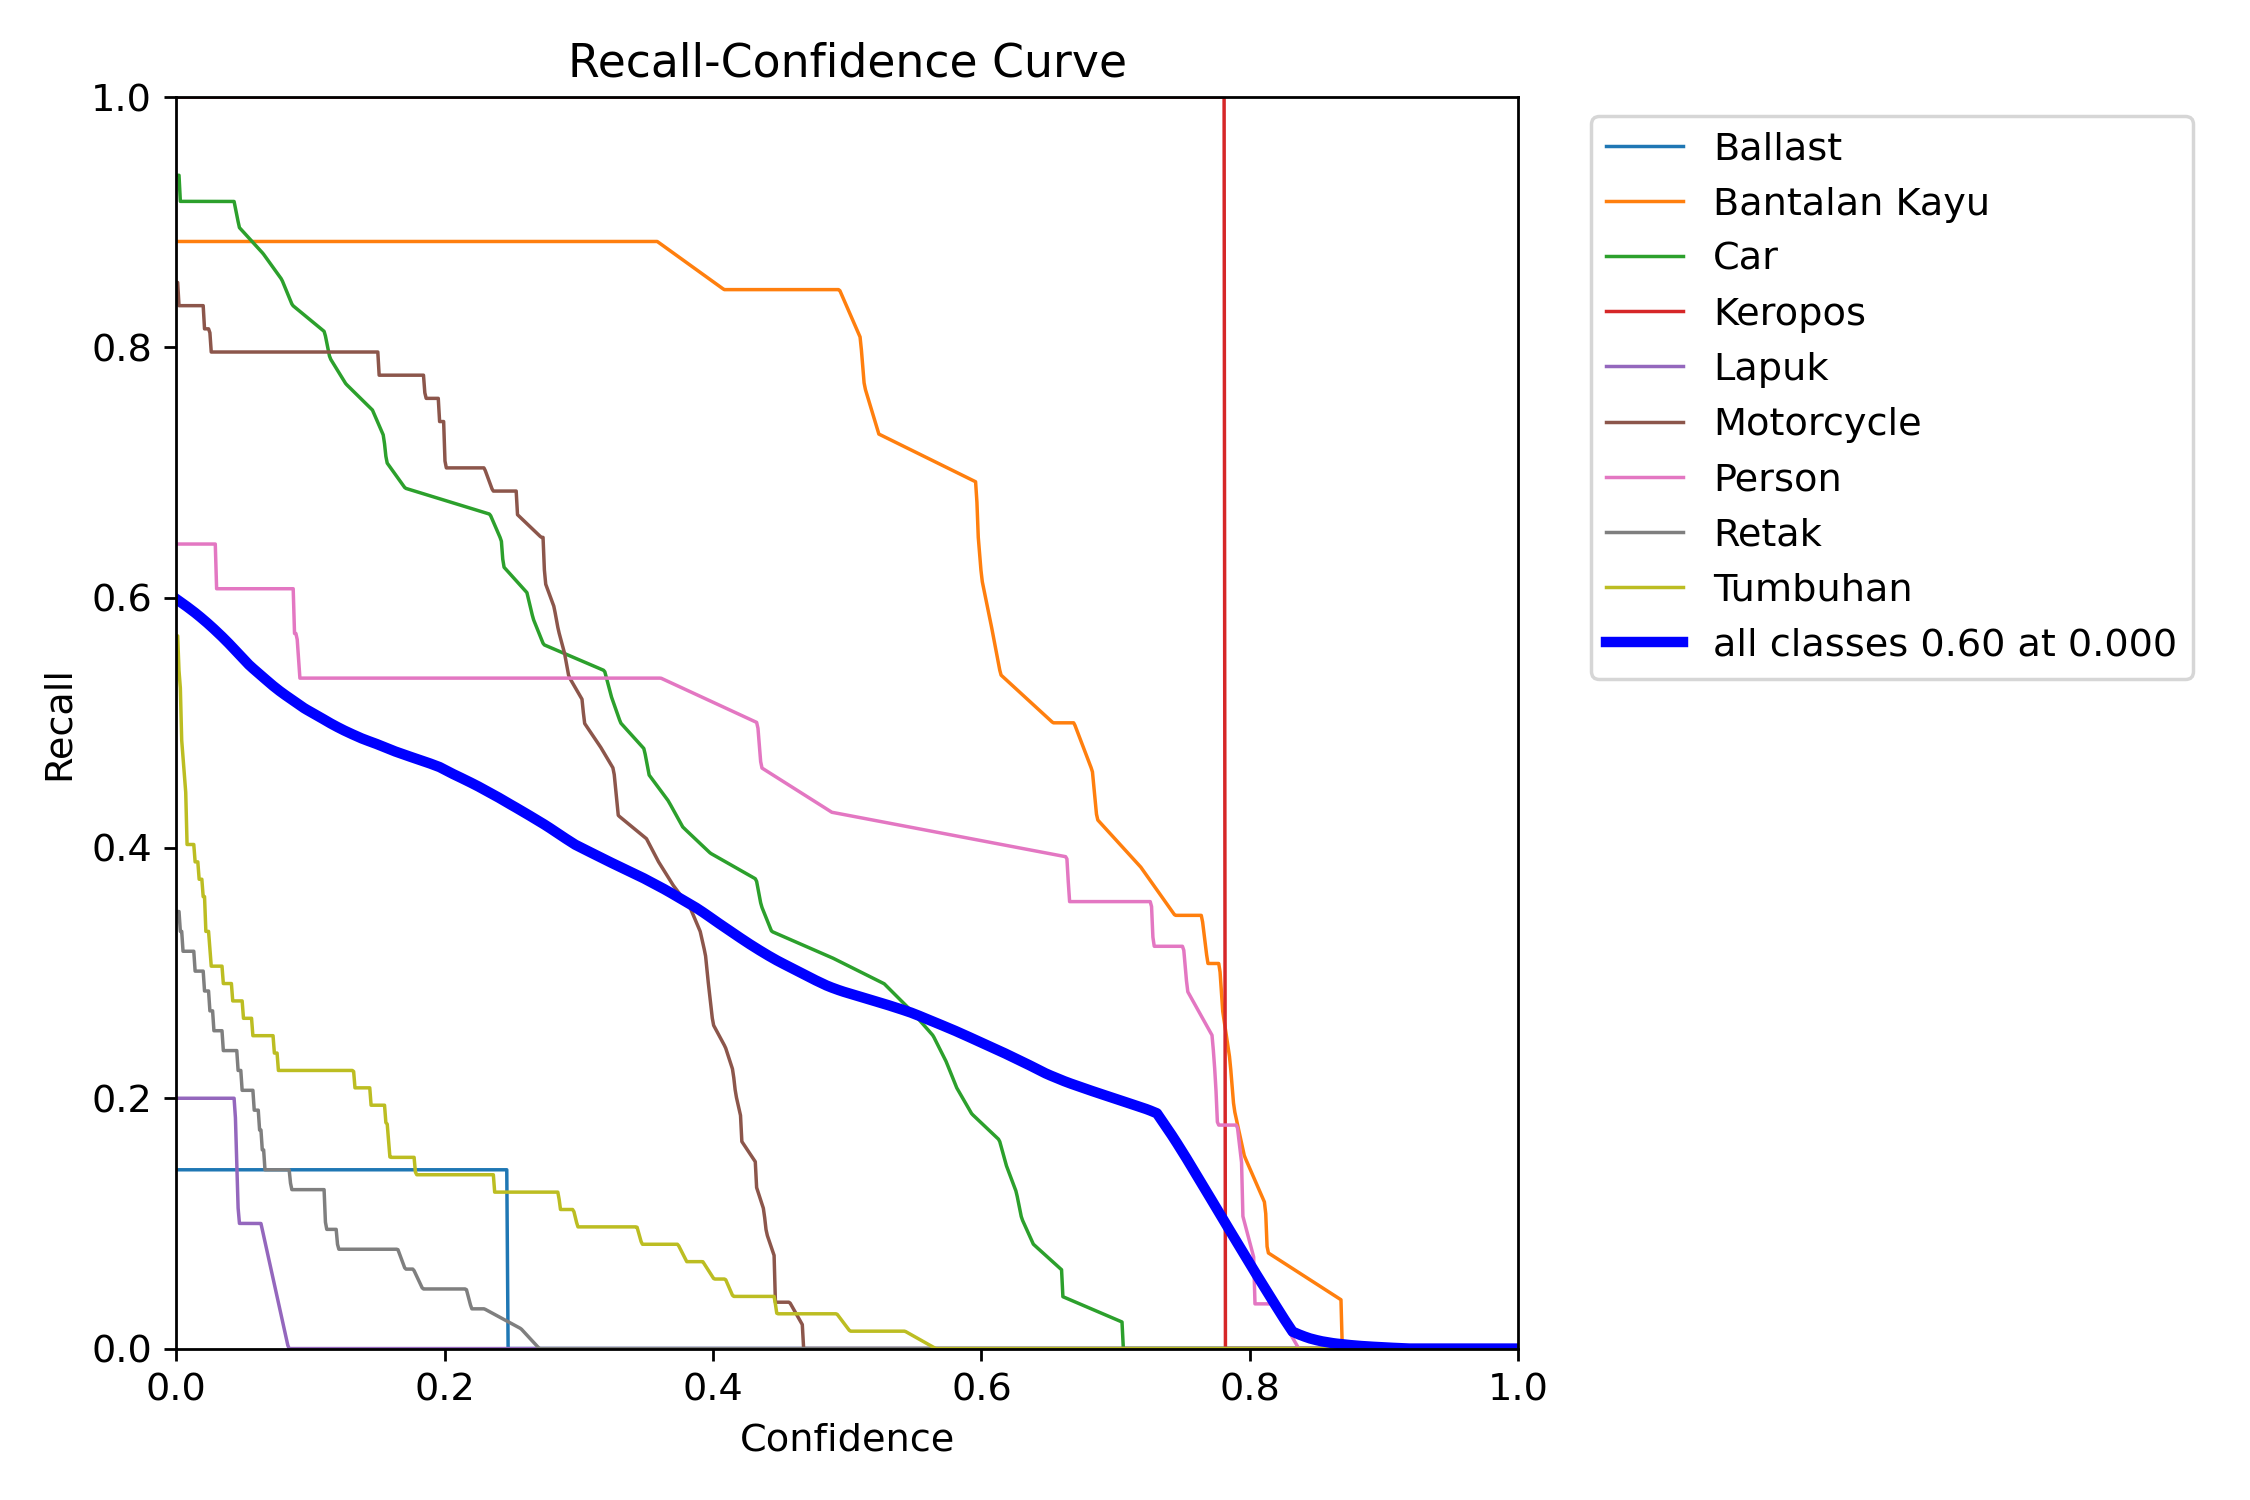 Recall-Confidence Curve
1.0
0.8
0.6
0.4
0.2
0.0
Recall
0.0 0.2 0.4 0.6 0.8 1.0
Confidence
Ballast
Bantalan Kayu
Car
Keropos
Lapuk
Motorcycle
Person
Retak
Tumbuhan
all classes 0.60 at 0.000